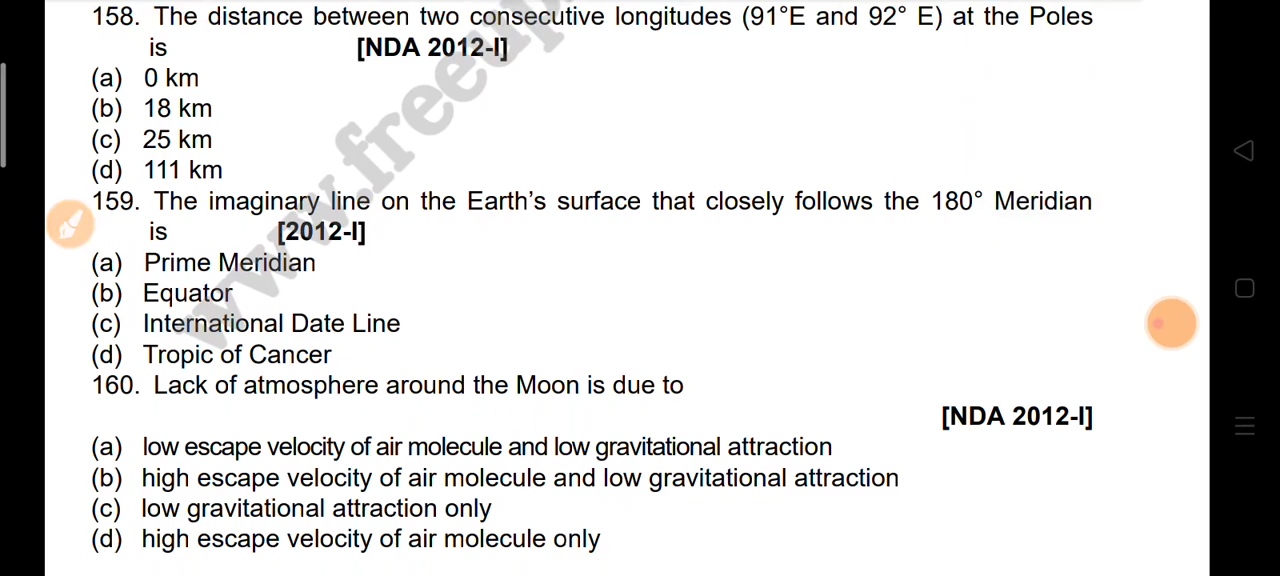 158. The distance between two consecutive longitudes (91°E and 92° E) at the Poles
is [NDA 2012-I]
(a) 0 km
(b) 18 km
(c) 25 km
(d) 111 km
159. The imaginary line on the Earth's surface that closely follows the 180° Meridian
is [2012-I]
(a) Prime Meridian
(b) Equator
(c) International Date Line
(d) Tropic of Cancer
160. Lack of atmosphere around the Moon is due to
[NDA 2012-I]
(a) low escape velocity of air molecule and low gravitational attraction
(b) high escape velocity of air molecule and low gravitational attraction
(c) low gravitational attraction only
(d) high escape velocity of air molecule only
www.freeup